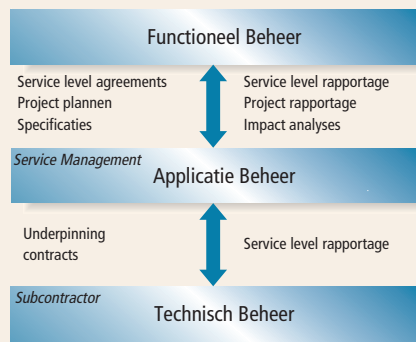 Functioneel Beheer
Service level agreements
Project plannen
Specificaties
Service level rapportage
Project rapportage
Impact analyses
Service Management
Applicatie Beheer
Underpinning
contracts
Service level rapportage
Subcontractor
Technisch Beheer